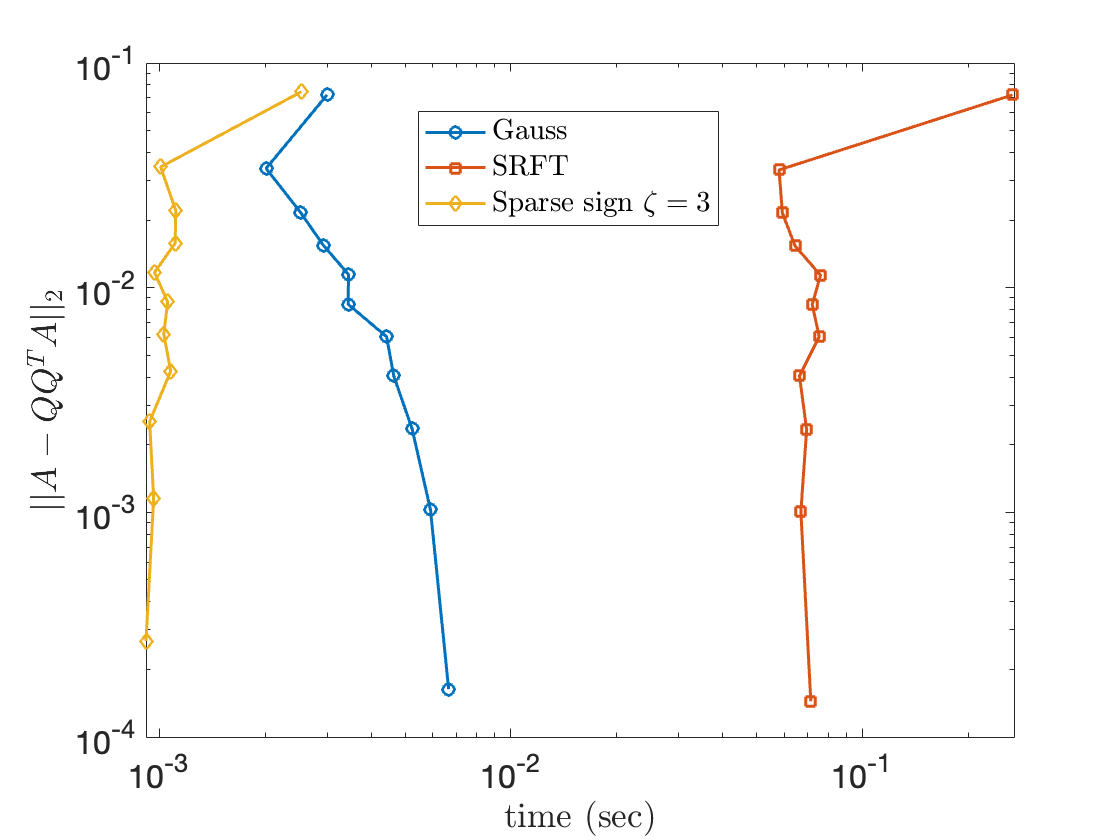 10^-1
10^-2
10^-3
10^-4
||A − QQ^T A||_2
Gauss
SRFT
Sparse sign ζ = 3
10^-3 10^-2 10^-1
time (sec)